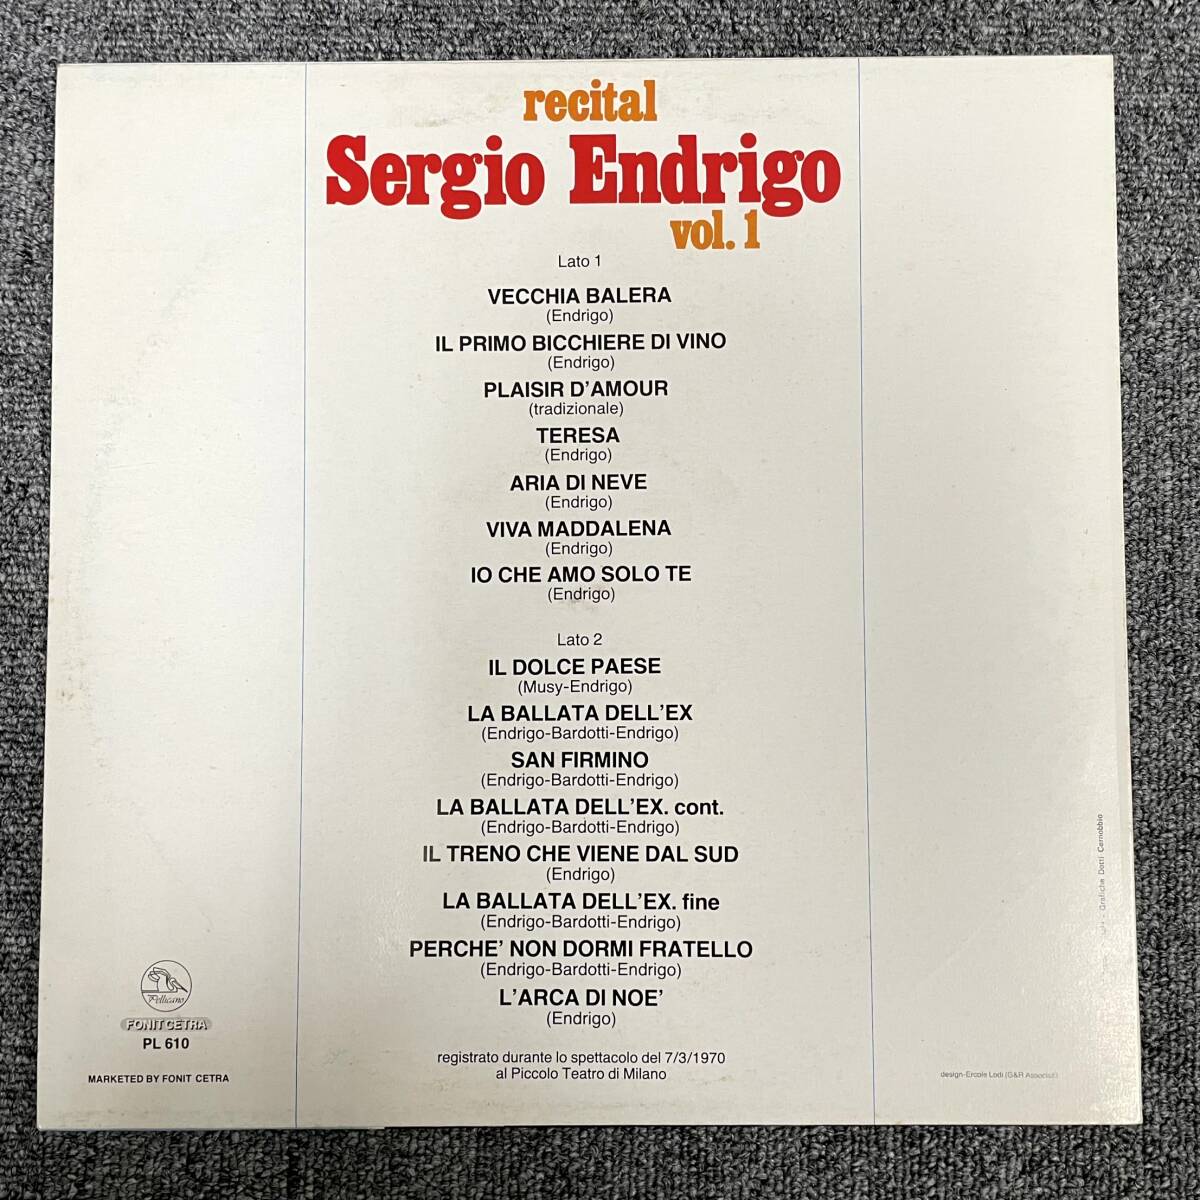 recital
Sergio Endrigo
vol. 1
Lato 1
VECCHIA BALERA
(Endrigo)
IL PRIMO BICCHIERE DI VINO
(Endrigo)
PLAISIR D'AMOUR
(tradizionale)
TERESA
(Endrigo)
ARIA DI NEVE
(Endrigo)
VIVA MADDALENA
(Endrigo)
IO CHE AMO SOLO TE
(Endrigo)
Lato 2
IL DOLCE PAESE
(Musy-Endrigo)
LA BALLATA DELL'EX
(Endrigo-Bardotti-Endrigo)
SAN FIRMINO
(Endrigo-Bardotti-Endrigo)
LA BALLATA DELL'EX. cont.
(Endrigo-Bardotti-Endrigo)
IL TRENO CHE VIENE DAL SUD
(Endrigo)
LA BALLATA DELL'EX. fine
(Endrigo-Bardotti-Endrigo)
PERCHE' NON DORMI FRATELLO
(Endrigo-Bardotti-Endrigo)
L'ARCA DI NOE'
(Endrigo)
registrato durante lo spettacolo del 7/3/1970
al Piccolo Teatro di Milano
Pellicano
FONIT CETRA
PL 610
MARKETED BY FONIT CETRA
design-Ercole Lodi (G&R Associati)
- Grafiche Dotti Cernobbio